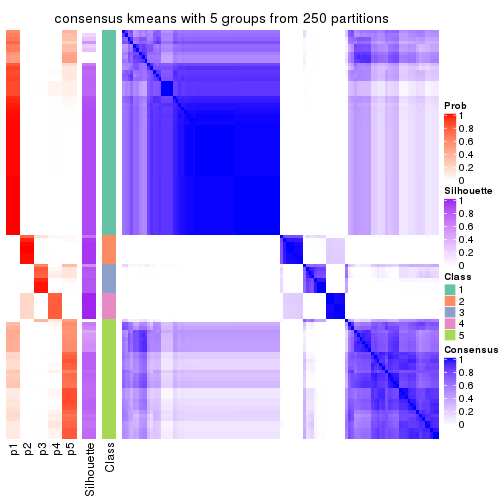 consensus kmeans with 5 groups from 250 partitions
Prob
1
0.8
0.6
0.4
0.2
0
Silhouette
1
0.8
0.6
0.4
0.2
0
Class
1
2
3
4
5
Consensus
1
0.8
0.6
0.4
0.2
0
p1
p2
p3
p4
p5
Silhouette
Class